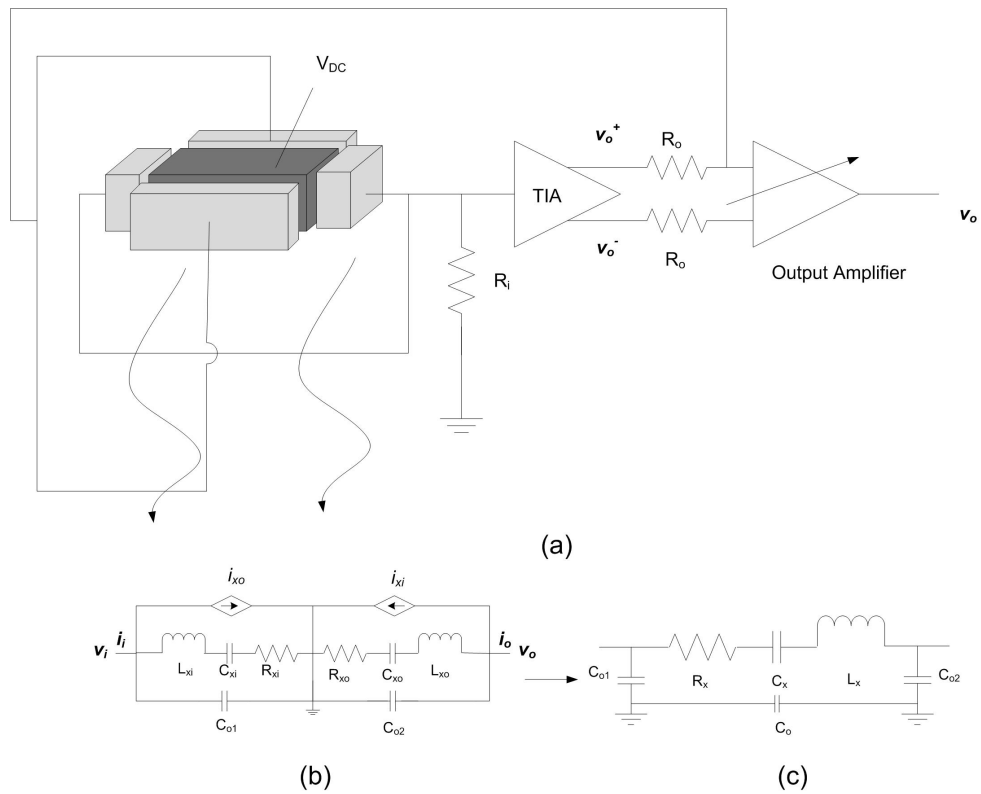 V_DC
v_o^+
R_o
TIA
v_o^-
R_o
R_i
v_o
Output Amplifier
(a)
i_xo
i_xi
v_i i_i
L_xi
C_xi
R_xi
R_xo
C_xo
L_xo
i_o v_o
C_o1
C_o2
(b)
C_o1
R_x
C_x
L_x
C_o2
C_o
(c)